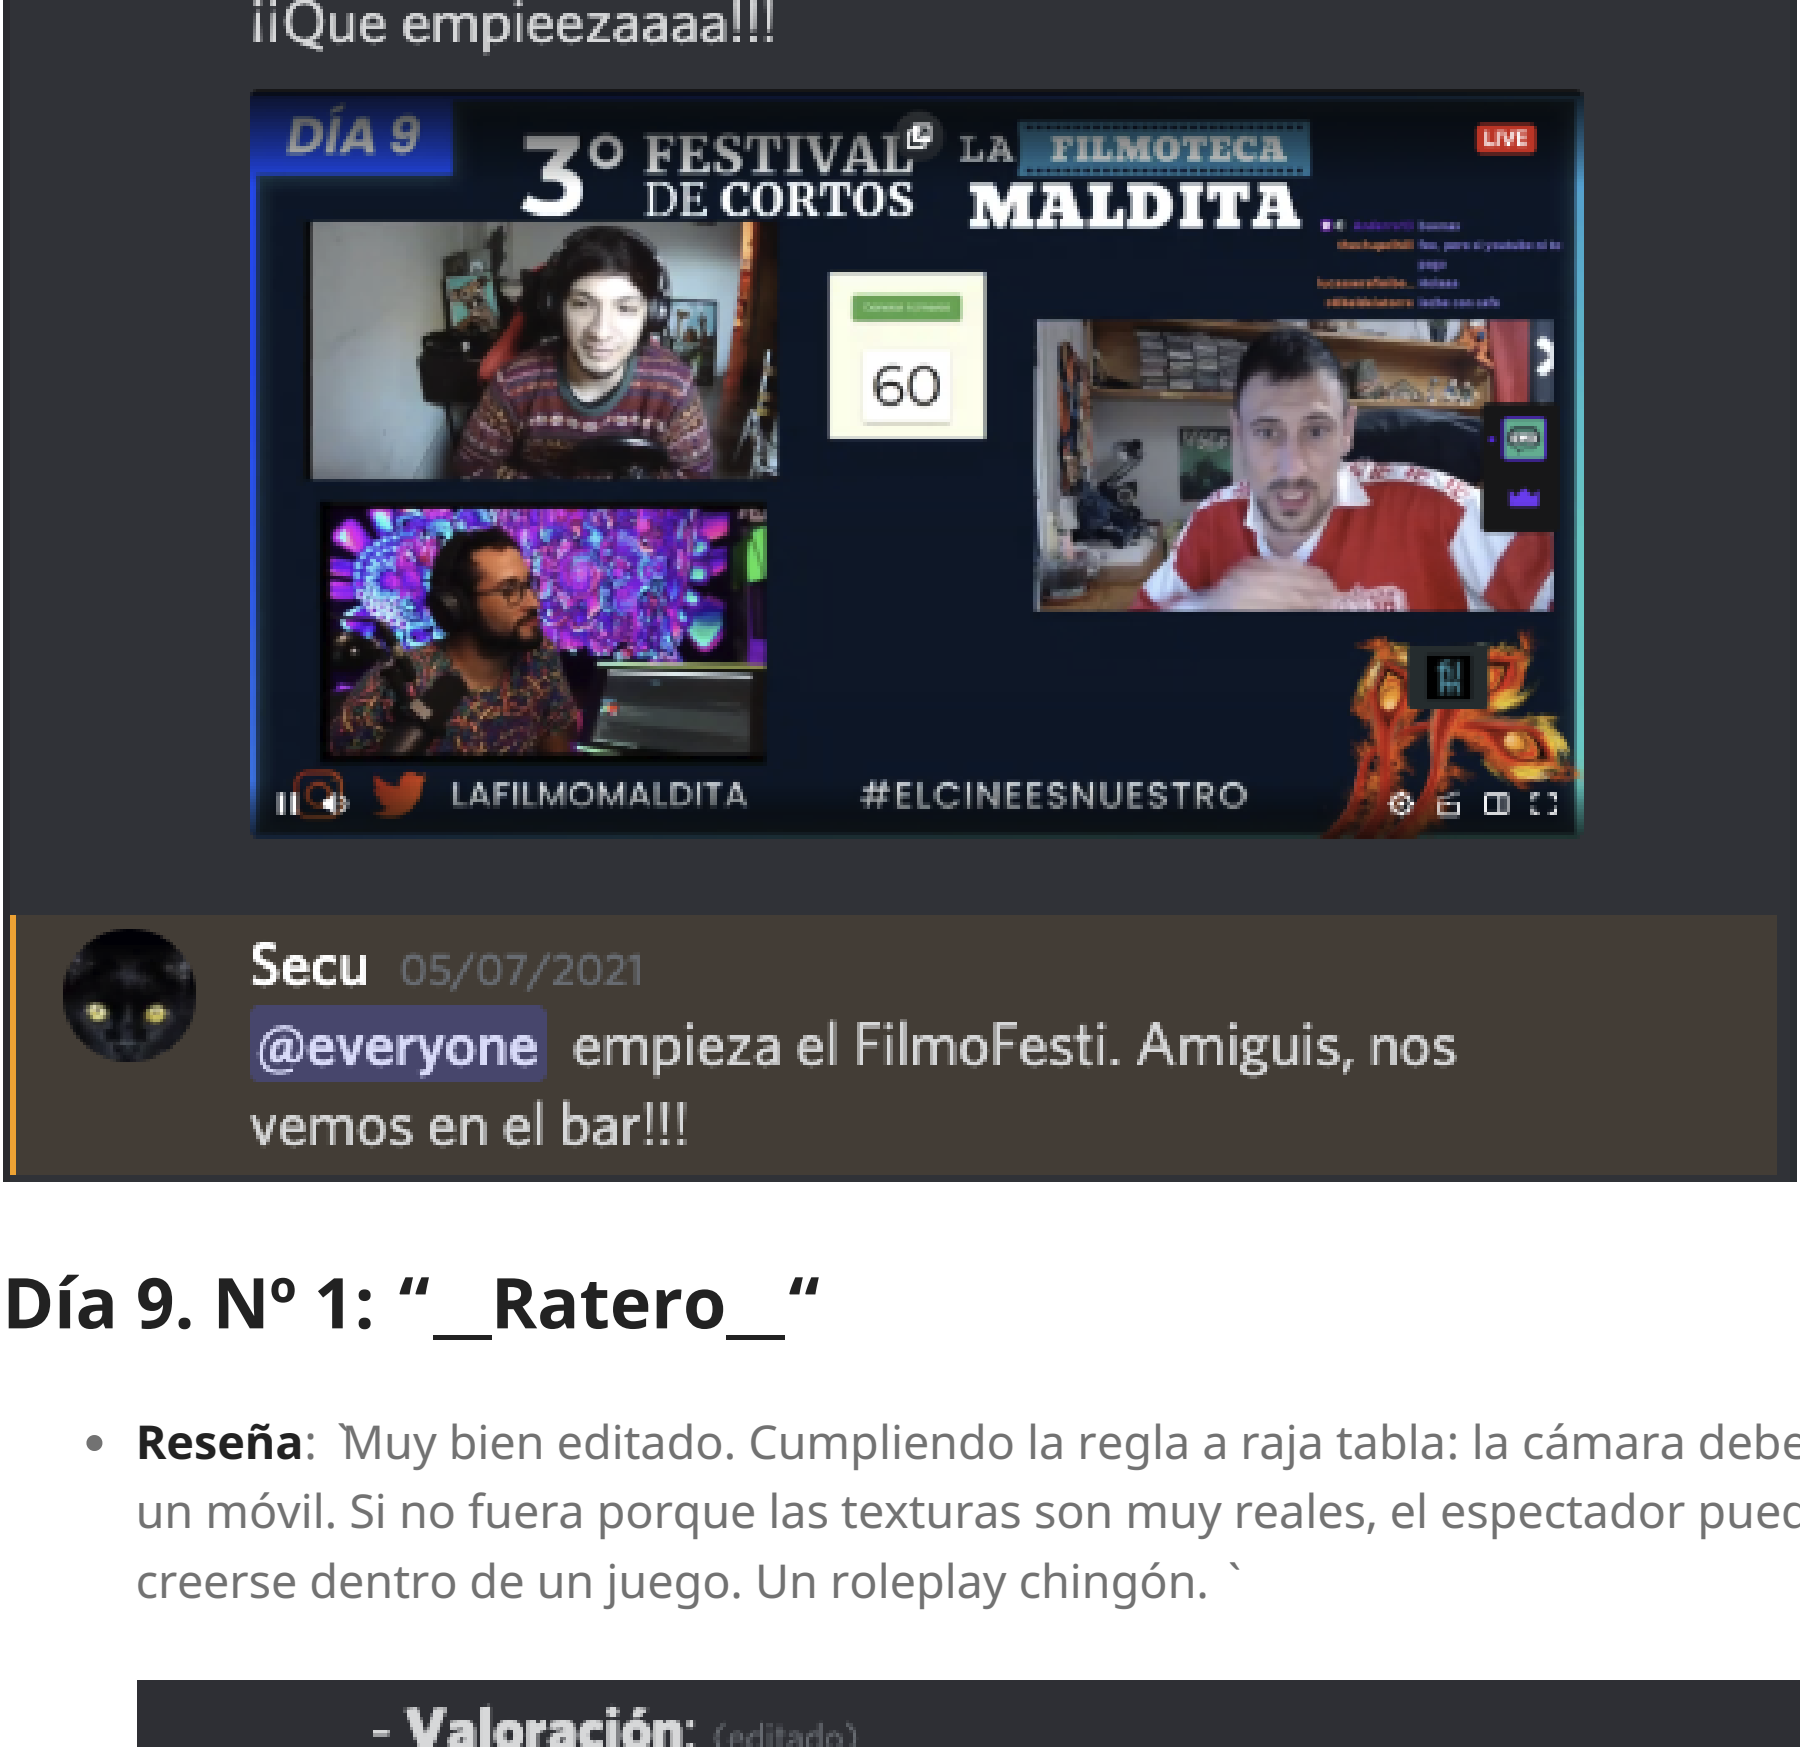 ¡¡Que empieezaaaa!!!
DÍA 9
3º FESTIVAL DE CORTOS
LA FILMOTECA MALDITA
LIVE
60
LAFILMOMALDITA
#ELCINEESNUESTRO
Secu 05/07/2021
@everyone empieza el FilmoFesti. Amiguis, nos
vemos en el bar!!!
Día 9. Nº 1: “__Ratero__“
• Reseña: `Muy bien editado. Cumpliendo la regla a raja tabla: la cámara debe
un móvil. Si no fuera porque las texturas son muy reales, el espectador pued
creerse dentro de un juego. Un roleplay chingón. `
- Valoración: (editado)